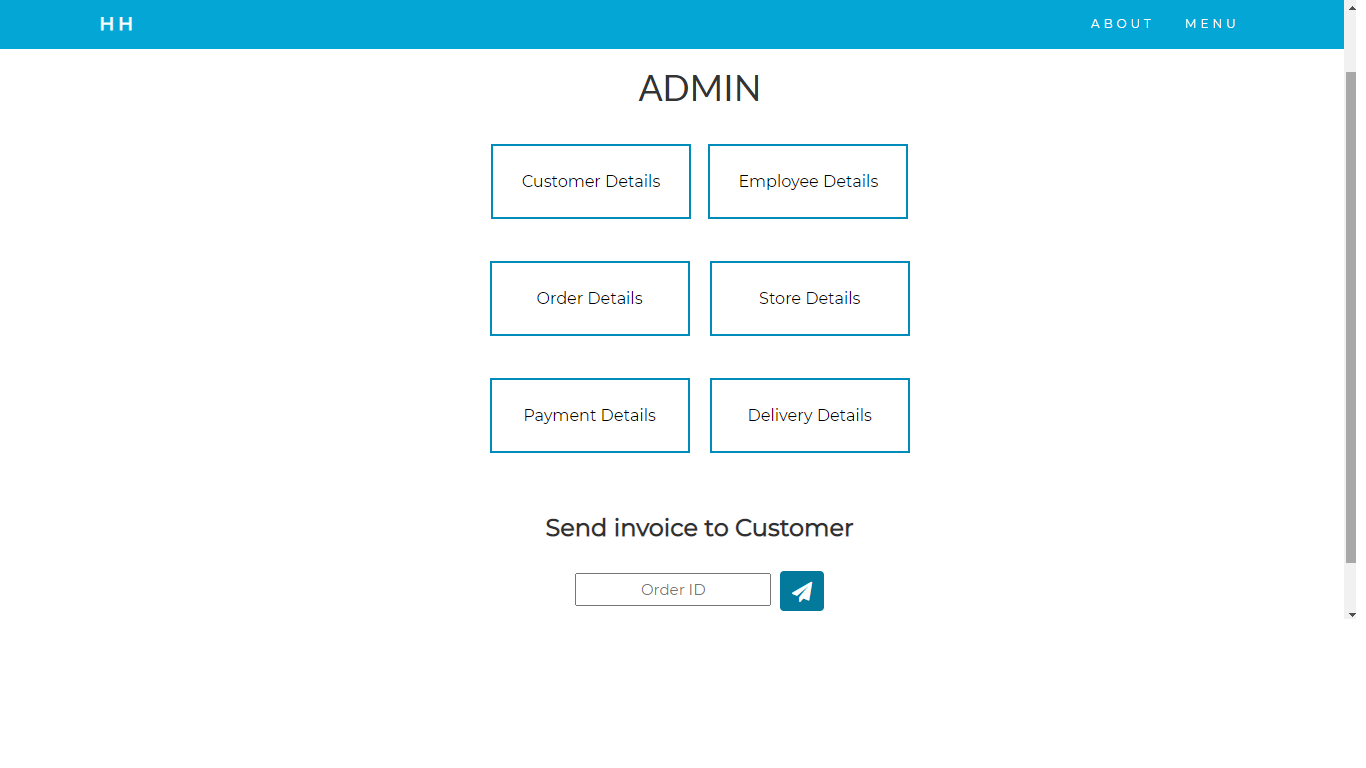 HH ABOUT MENU
ADMIN
Customer Details Employee Details
Order Details Store Details
Payment Details Delivery Details
Send invoice to Customer
Order ID